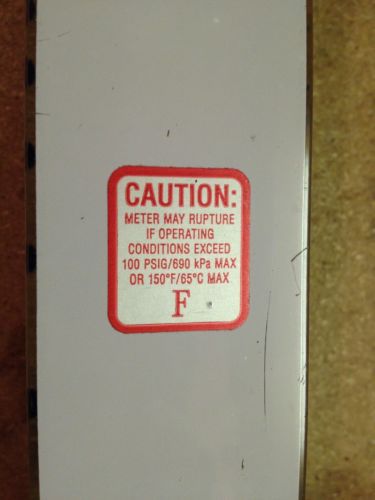 CAUTION:
METER MAY RUPTURE
IF OPERATING
CONDITIONS EXCEED
100 PSIG/690 kPa MAX
OR 150°F/65°C MAX
F